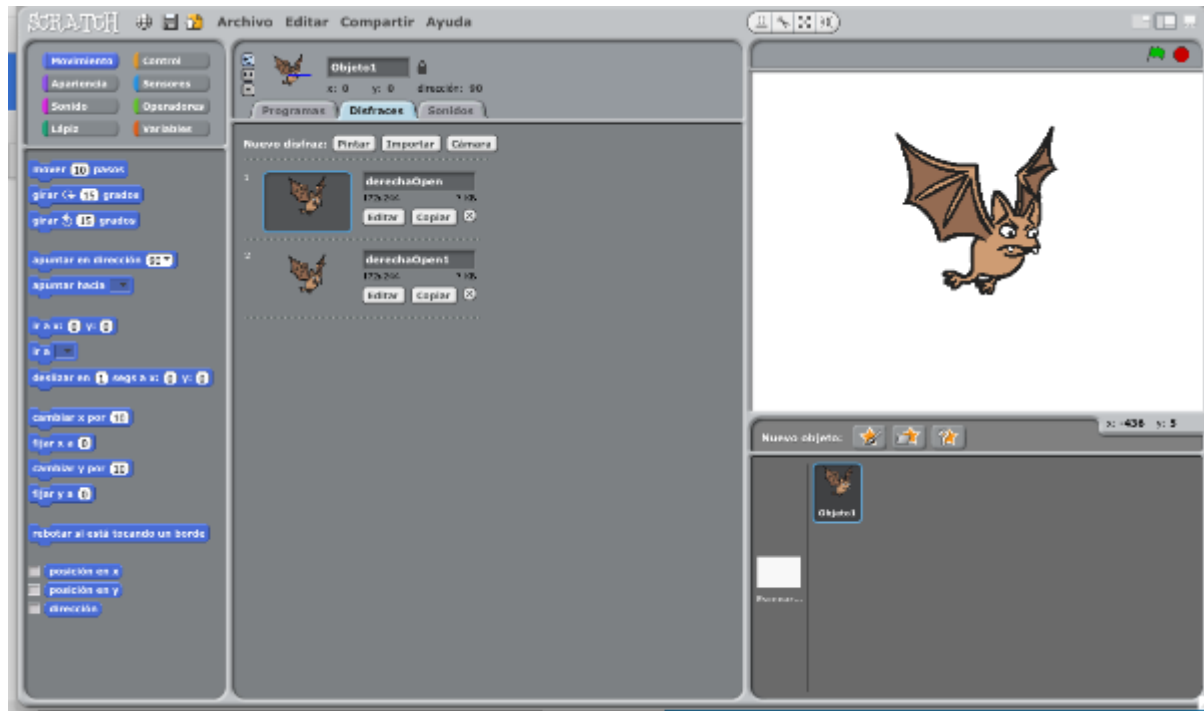 SCRATCH Archivo Editar Compartir Ayuda
Movimiento Control
Apariencia Sensores
Sonido Operadores
Lápiz Variables
mover 10 pasos
girar 15 grados
girar 15 grados
apuntar en dirección 90
apuntar hacia
ir a x: 0 y: 0
ir a
deslizar en 1 segs a x: 0 y: 0
cambiar x por 10
fijar x a 0
cambiar y por 10
fijar y a 0
rebotar si está tocando un borde
posición en x
posición en y
dirección
Objeto1
x: 0 y: 0 dirección: 90
Programas Disfraces Sonidos
Nuevo disfraz: Pintar Importar Cámara
1
derechaOpen
Editar Copiar
2
derechaOpen1
Editar Copiar
x: -436 y: 5
Nuevo objeto:
Objeto1